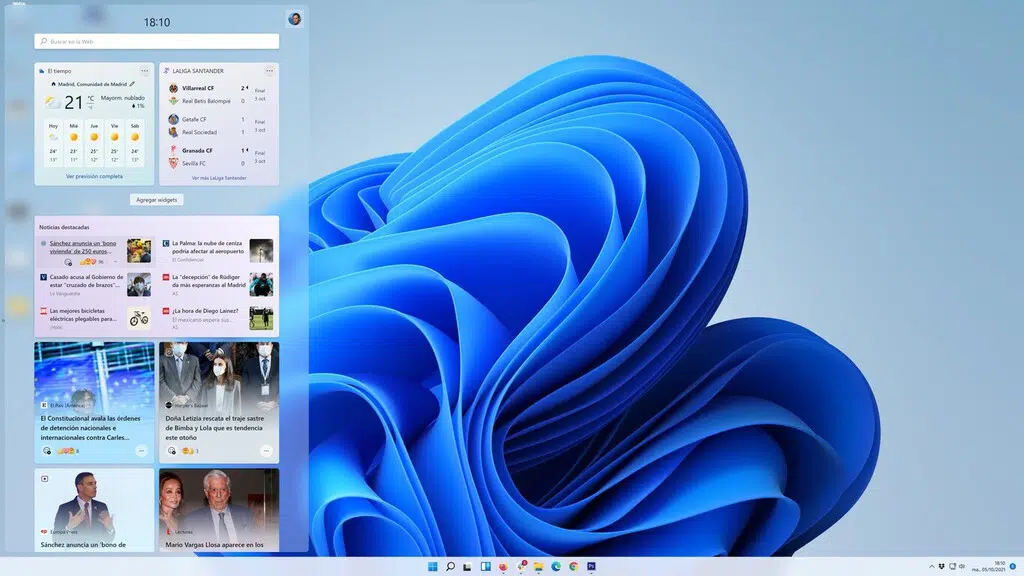 18:10
Buscar en la Web
El tiempo
Madrid, Comunidad de Madrid
21 °C
°F
Mayorm. nublado
1%
Hoy Mié Jue Vie Sáb
24° 23° 25° 25° 24°
13° 11° 12° 12° 13°
Ver previsión completa
LALIGA SANTANDER
Villarreal CF 2
Real Betis Balompié 0
Final
3 oct
Getafe CF 1
Real Sociedad 1
Final
3 oct
Granada CF 1
Sevilla FC 0
Final
3 oct
Ver más LaLiga Santander
Agregar widgets
Noticias destacadas
Sánchez anuncia un 'bono
vivienda' de 250 euros...
96
La Palma: la nube de ceniza
podría afectar al aeropuerto
El Confidencial
Casado acusa al Gobierno de
estar "cruzado de brazos"...
La Vanguardia
La "decepción" de Rüdiger
da más esperanzas al Madrid
AS
Las mejores bicicletas
eléctricas plegables para...
¡Hola!
¿La hora de Diego Lainez?
El mexicano espera sus...
AS
El País (América)
El Constitucional avala las órdenes
de detención nacionales e
internacionales contra Carles...
8
Harper's Bazaar
Doña Letizia rescata el traje sastre
de Bimba y Lola que es tendencia
este otoño
3
ep Europa Press
Sánchez anuncia un 'bono de
L Lecturas
Mario Vargas Llosa aparece en los
Ps
18:10
ma., 05/10/2021